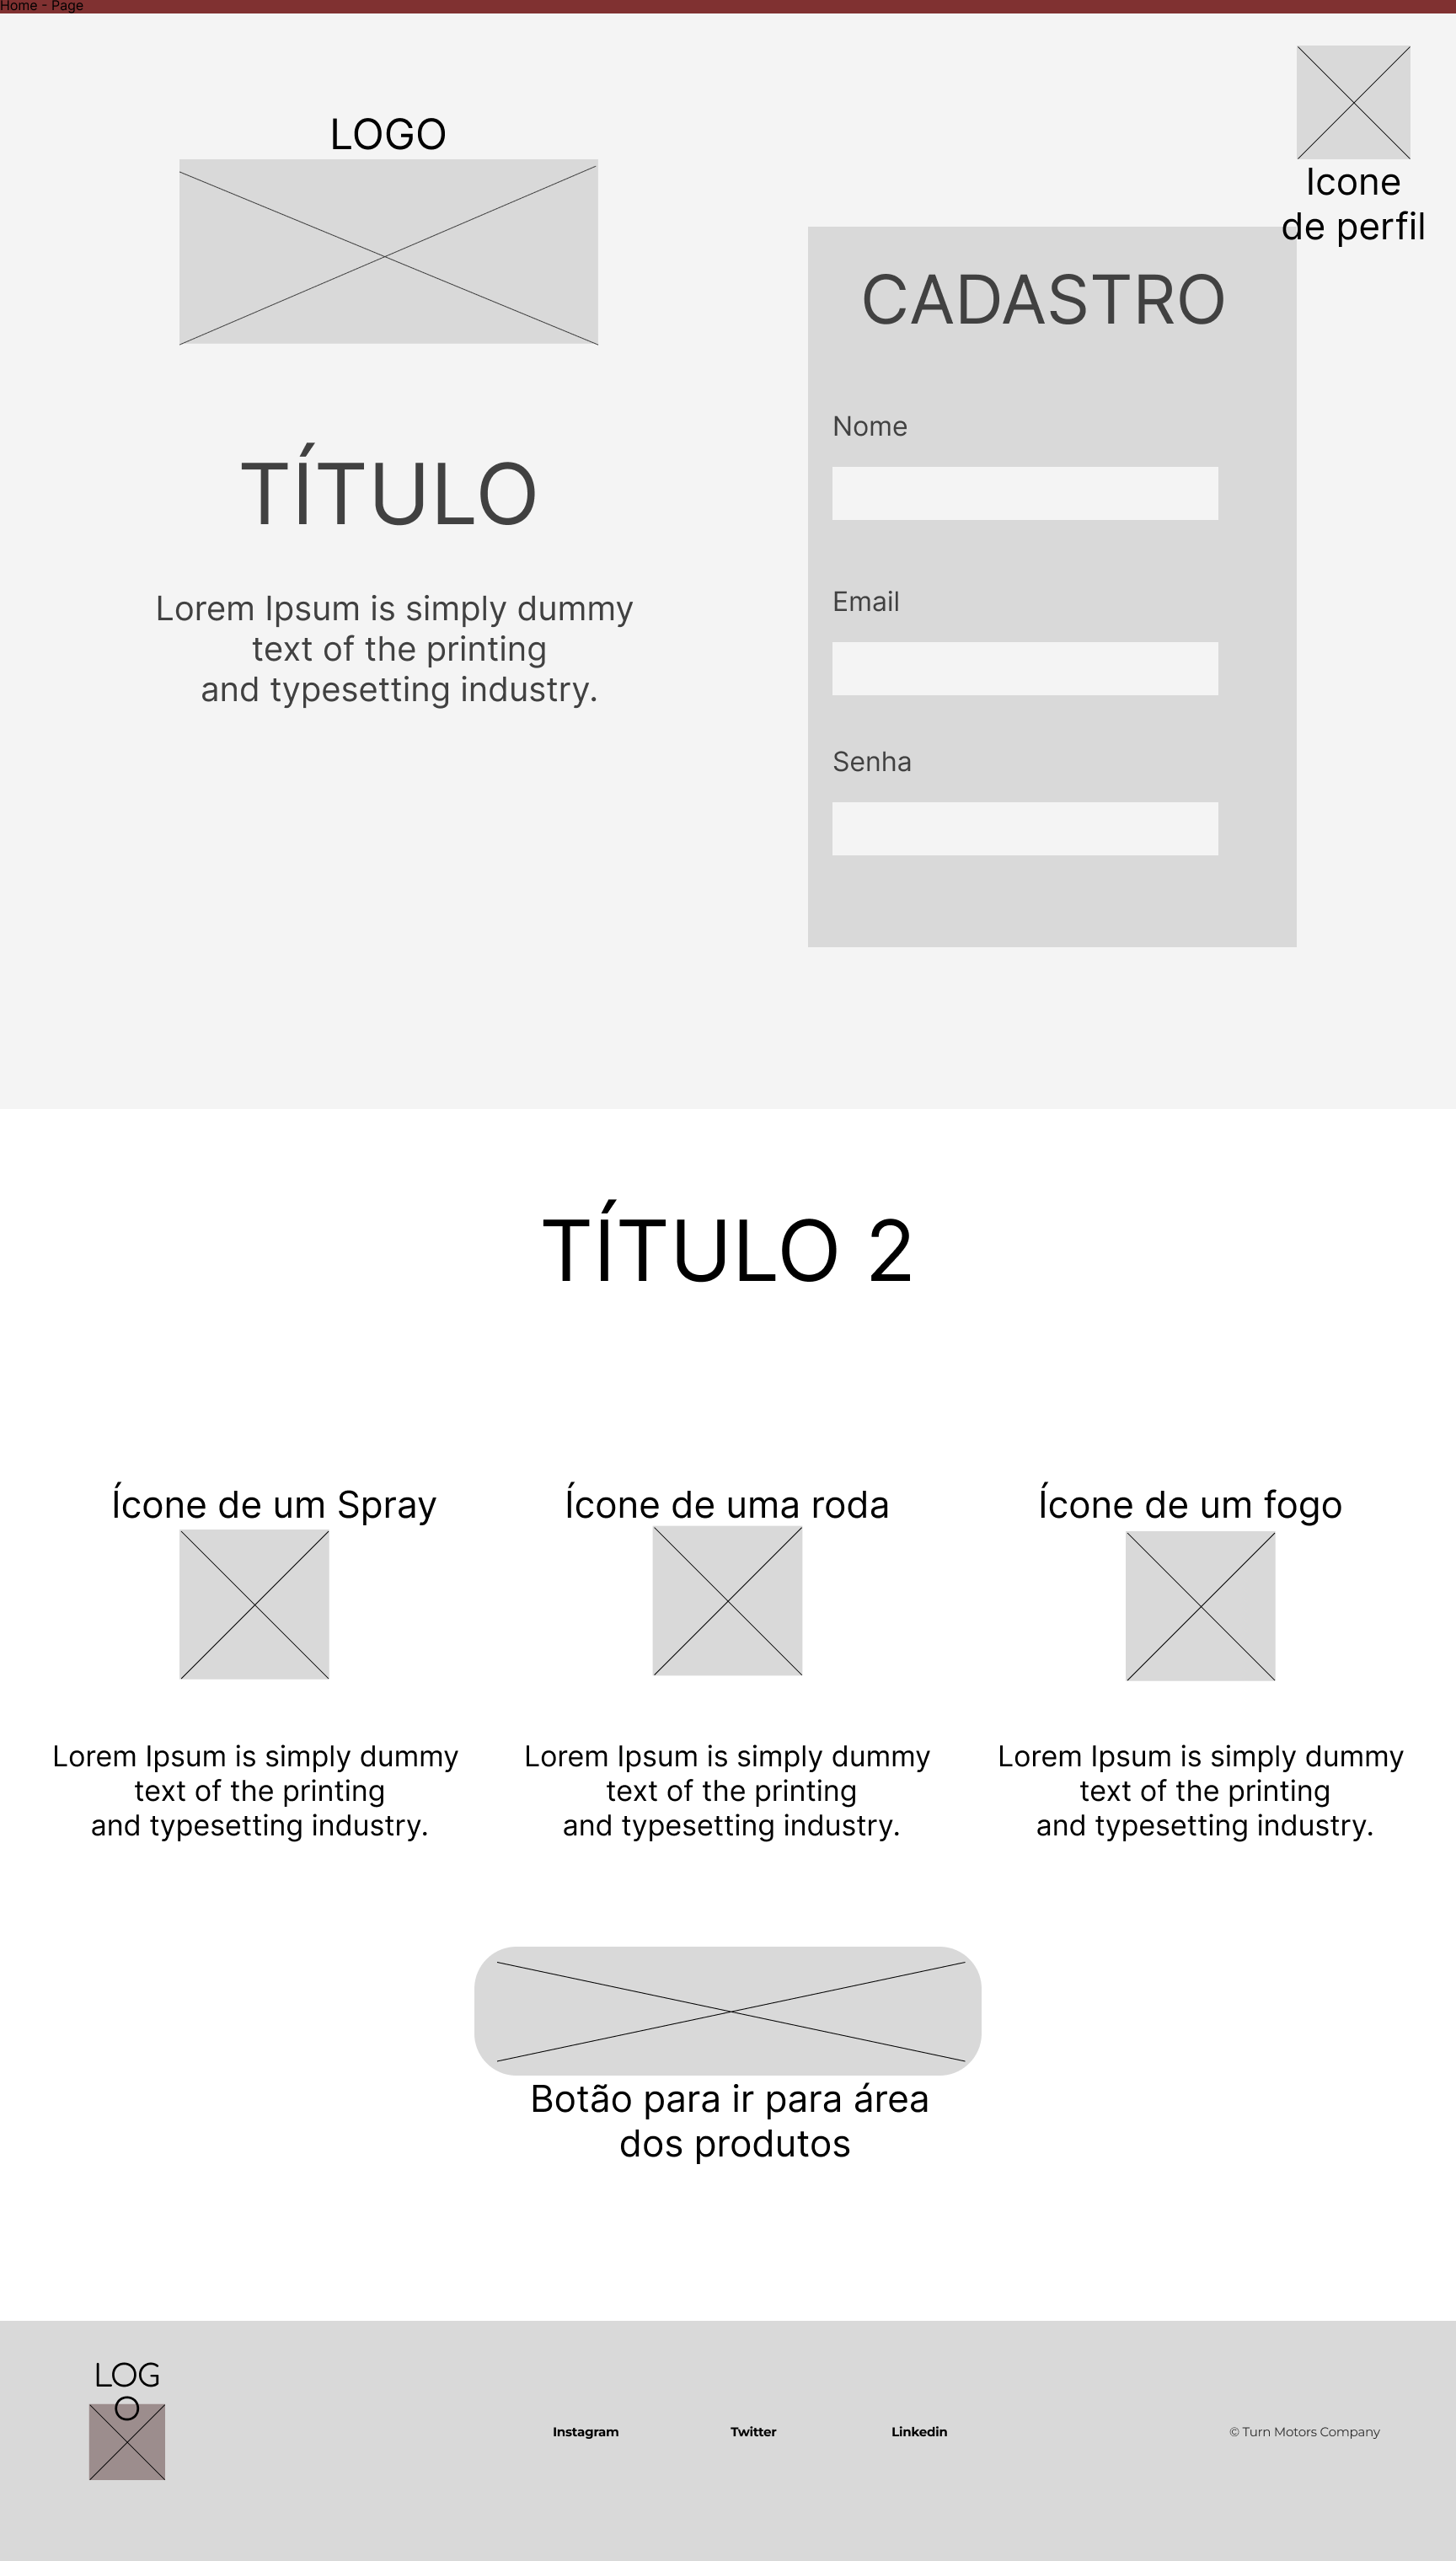 Home - Page
LOGO
Icone
de perfil
CADASTRO
Nome
TÍTULO
Email
Lorem Ipsum is simply dummy
text of the printing
and typesetting industry.
Senha
TÍTULO 2
Ícone de um Spray
Ícone de uma roda
Ícone de um fogo
Lorem Ipsum is simply dummy
text of the printing
and typesetting industry.
Lorem Ipsum is simply dummy
text of the printing
and typesetting industry.
Lorem Ipsum is simply dummy
text of the printing
and typesetting industry.
Botão para ir para área
dos produtos
LOG
O
Instagram
Twitter
Linkedin
© Turn Motors Company